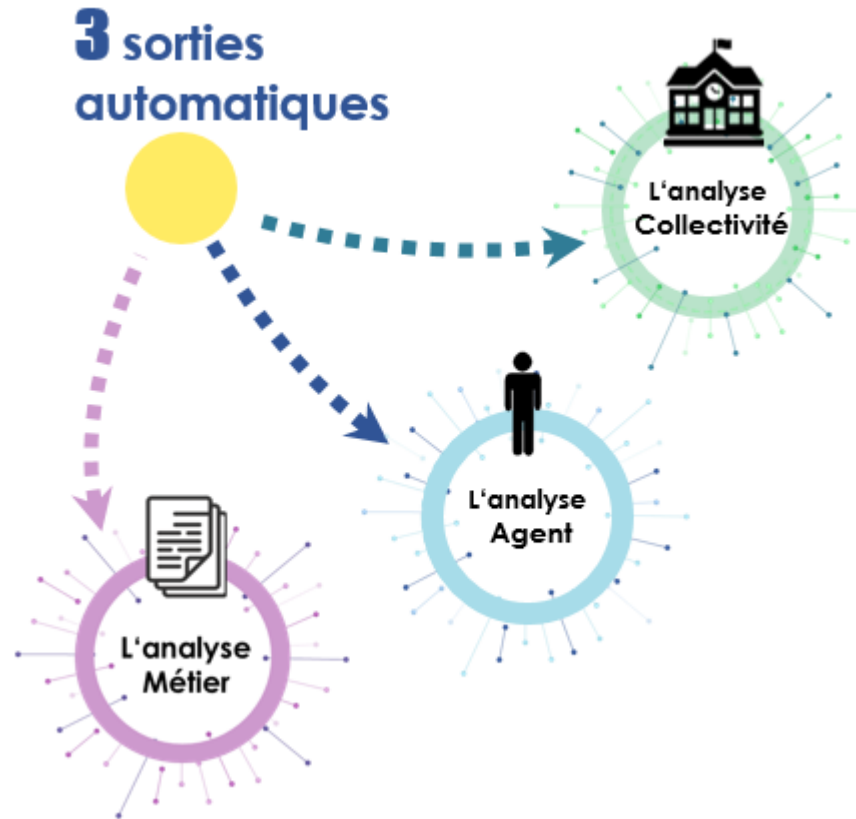 3 sorties
automatiques
L‘analyse
Collectivité
L‘analyse
Agent
L‘analyse
Métier